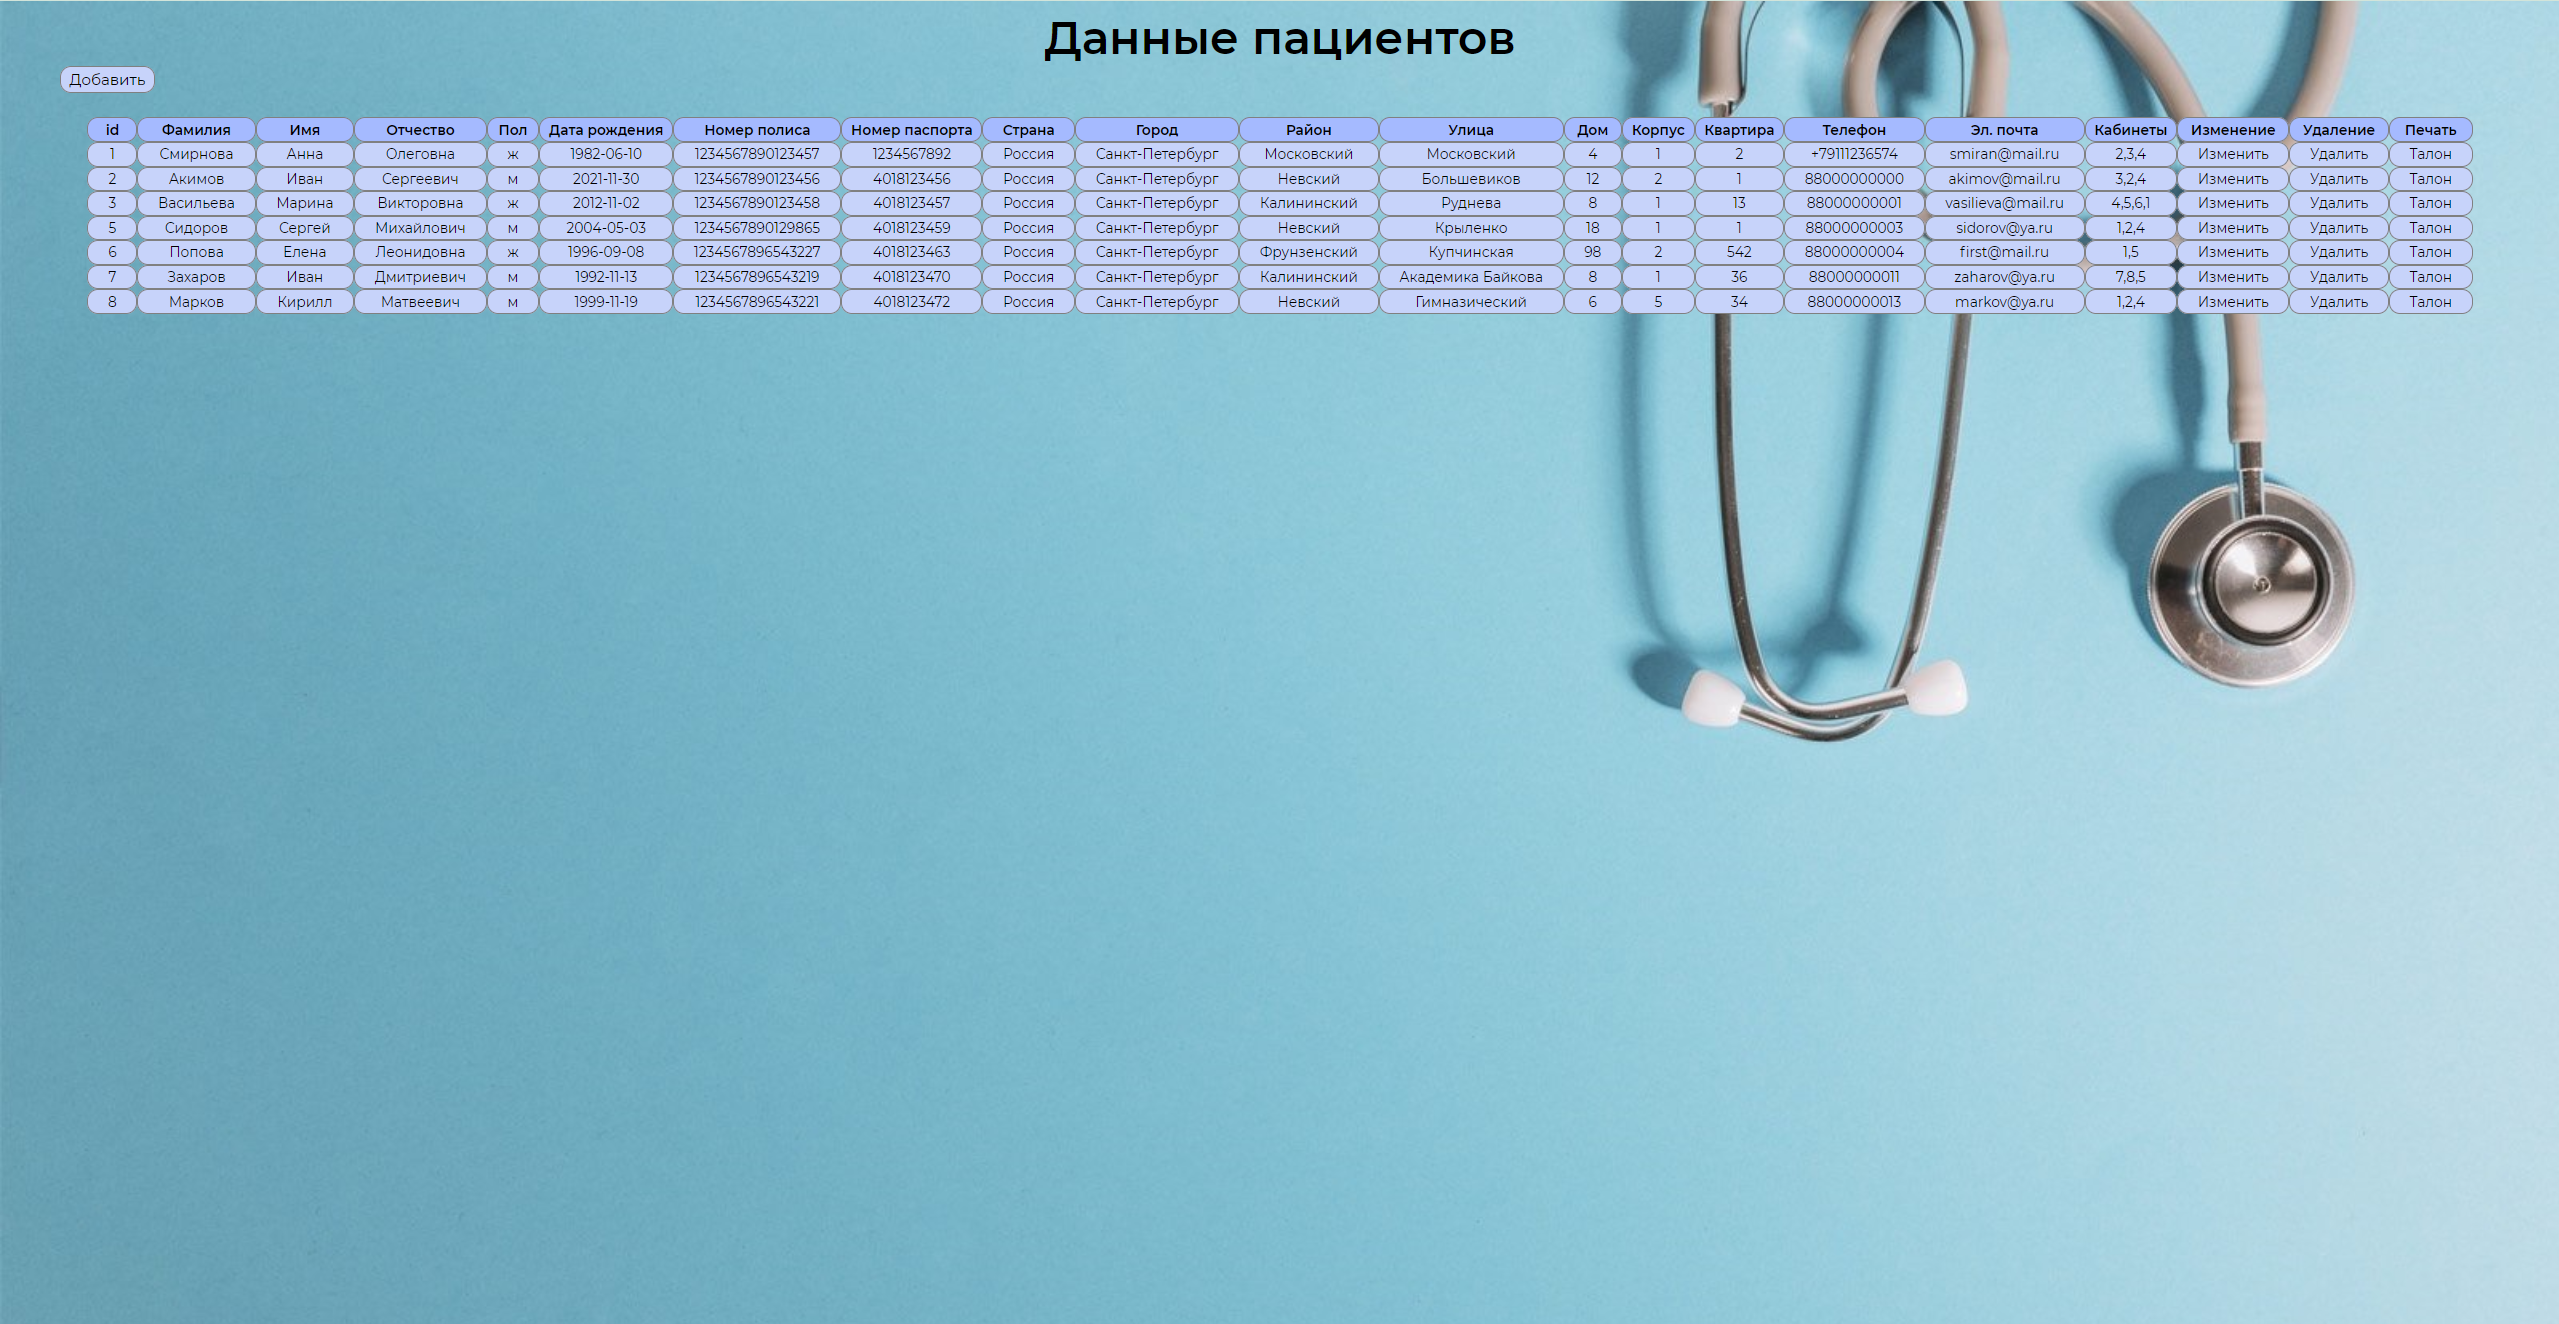 Данные пациентов
Добавить
id Фамилия Имя Отчество Пол Дата рождения Номер полиса Номер паспорта Страна Город Район Улица Дом Корпус Квартира Телефон Эл. почта Кабинеты Изменение Удаление Печать
1 Смирнова Анна Олеговна ж 1982-06-10 1234567890123457 1234567892 Россия Санкт-Петербург Московский Московский 4 1 2 +79111236574 smiran@mail.ru 2,3,4 Изменить Удалить Талон
2 Акимов Иван Сергеевич м 2021-11-30 1234567890123456 4018123456 Россия Санкт-Петербург Невский Большевиков 12 2 1 88000000000 akimov@mail.ru 3,2,4 Изменить Удалить Талон
3 Васильева Марина Викторовна ж 2012-11-02 1234567890123458 4018123457 Россия Санкт-Петербург Калининский Руднева 8 1 13 88000000001 vasilieva@mail.ru 4,5,6,1 Изменить Удалить Талон
5 Сидоров Сергей Михайлович м 2004-05-03 1234567890129865 4018123459 Россия Санкт-Петербург Невский Крыленко 18 1 1 88000000003 sidorov@ya.ru 1,2,4 Изменить Удалить Талон
6 Попова Елена Леонидовна ж 1996-09-08 1234567896543227 4018123463 Россия Санкт-Петербург Фрунзенский Купчинская 98 2 542 88000000004 first@mail.ru 1,5 Изменить Удалить Талон
7 Захаров Иван Дмитриевич м 1992-11-13 1234567896543219 4018123470 Россия Санкт-Петербург Калининский Академика Байкова 8 1 36 88000000011 zaharov@ya.ru 7,8,5 Изменить Удалить Талон
8 Марков Кирилл Матвеевич м 1999-11-19 1234567896543221 4018123472 Россия Санкт-Петербург Невский Гимназический 6 5 34 88000000013 markov@ya.ru 1,2,4 Изменить Удалить Талон